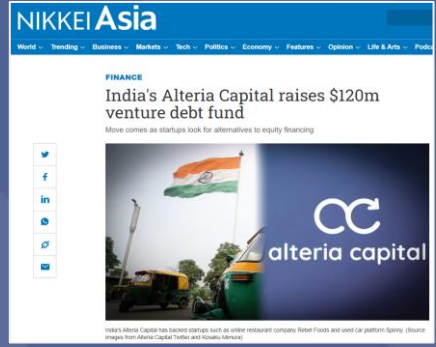 NIKKEI Asia
World Trending Business Markets Tech Politics Economy Features Opinion Life & Arts Podca
FINANCE
India's Alteria Capital raises $120m
venture debt fund
Move comes as startups look for alternatives to equity financing
alteria capital
India's Alteria Capital has backed startups such as online restaurant company Rebel Foods and used car platform Spinny. (Source
images from Alteria Capital Twitter and Kosaku Mimura)